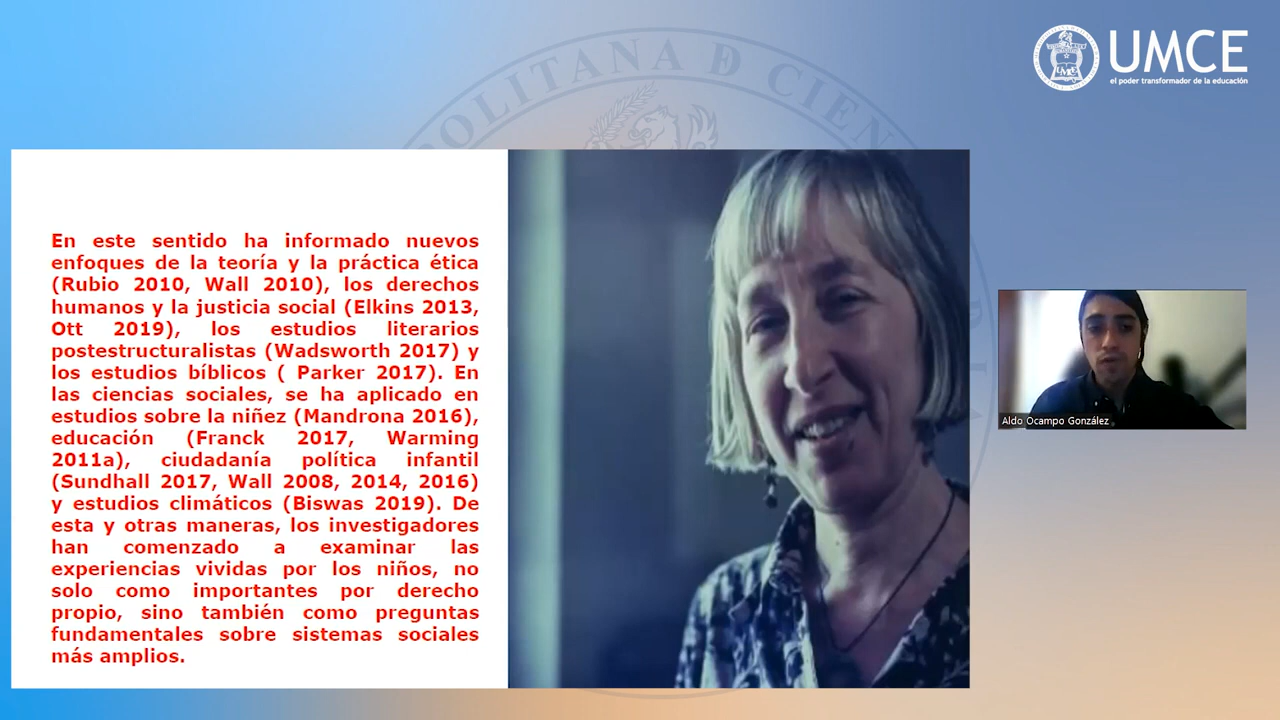 UMCE
el poder transformador de la educación
POLITANA Ð CIEN
En este sentido ha informado nuevos
enfoques de la teoría y la práctica ética
(Rubio 2010, Wall 2010), los derechos
humanos y la justicia social (Elkins 2013,
Ott 2019), los estudios literarios
postestructuralistas (Wadsworth 2017) y
los estudios bíblicos ( Parker 2017). En
las ciencias sociales, se ha aplicado en
estudios sobre la niñez (Mandrona 2016),
educación (Franck 2017, Warming
2011a), ciudadanía política infantil
(Sundhall 2017, Wall 2008, 2014, 2016)
y estudios climáticos (Biswas 2019). De
esta y otras maneras, los investigadores
han comenzado a examinar las
experiencias vividas por los niños, no
solo como importantes por derecho
propio, sino también como preguntas
fundamentales sobre sistemas sociales
más amplios.
Aldo Ocampo González